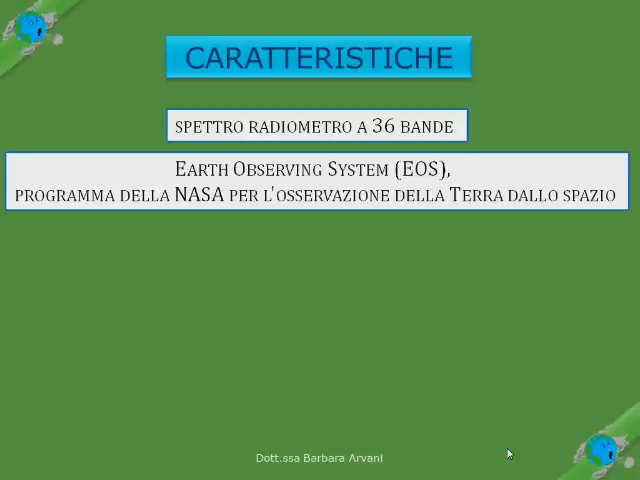 CARATTERISTICHE
SPETTRO RADIOMETRO A 36 BANDE
EARTH OBSERVING SYSTEM (EOS),
PROGRAMMA DELLA NASA PER L'OSSERVAZIONE DELLA TERRA DALLO SPAZIO
Dott.ssa Barbara Arvani